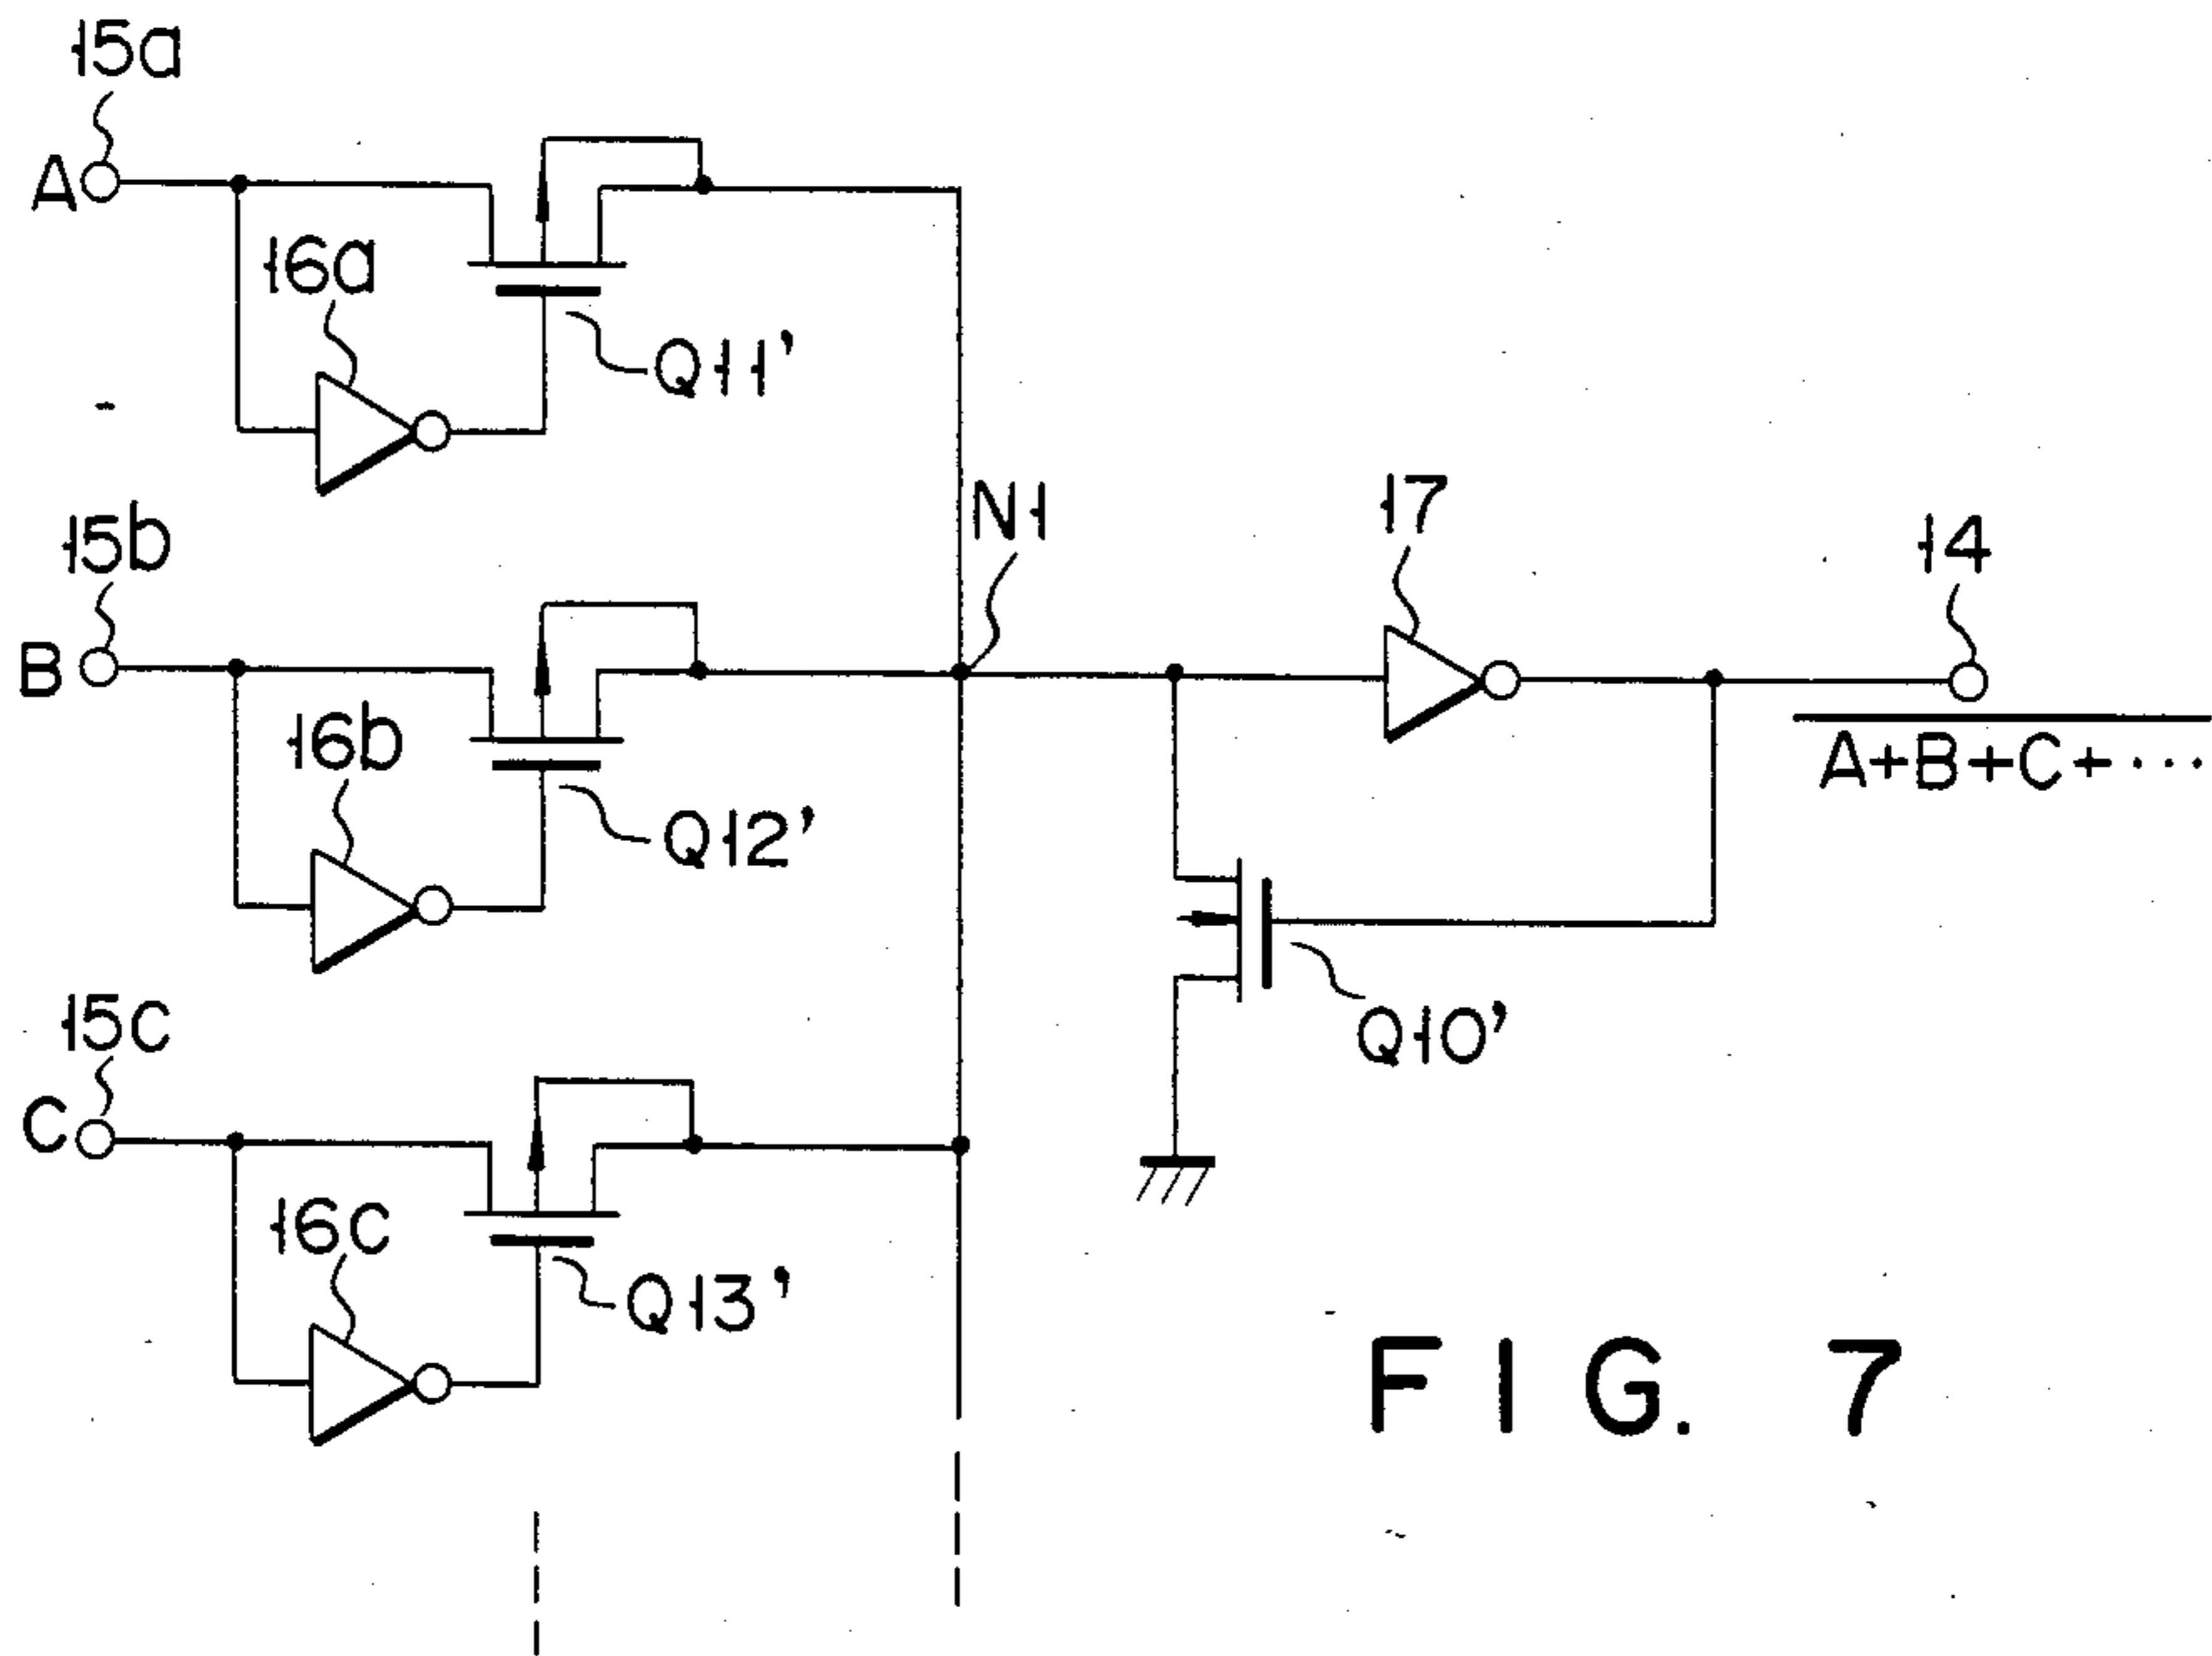 15a
A
16a
Q11'
15b
B
16b
Q12'
N1
17
14
A+B+C+···
Q10'
15c
C
16c
Q13'
FIG. 7